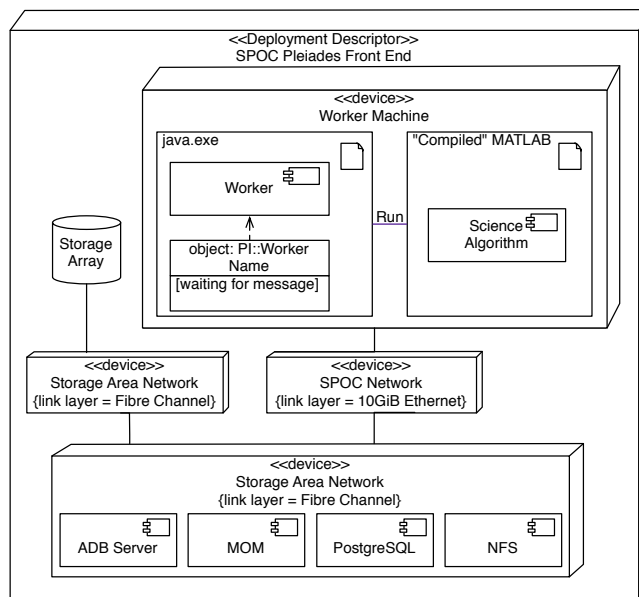 <<Deployment Descriptor>>
SPOC Pleiades Front End
<<device>>
Worker Machine
java.exe
Worker
object: PI::Worker
Name
[waiting for message]
Run
"Compiled" MATLAB
Science
Algorithm
Storage
Array
<<device>>
Storage Area Network
{link layer = Fibre Channel}
<<device>>
SPOC Network
{link layer = 10GiB Ethernet}
<<device>>
Storage Area Network
{link layer = Fibre Channel}
ADB Server
MOM
PostgreSQL
NFS